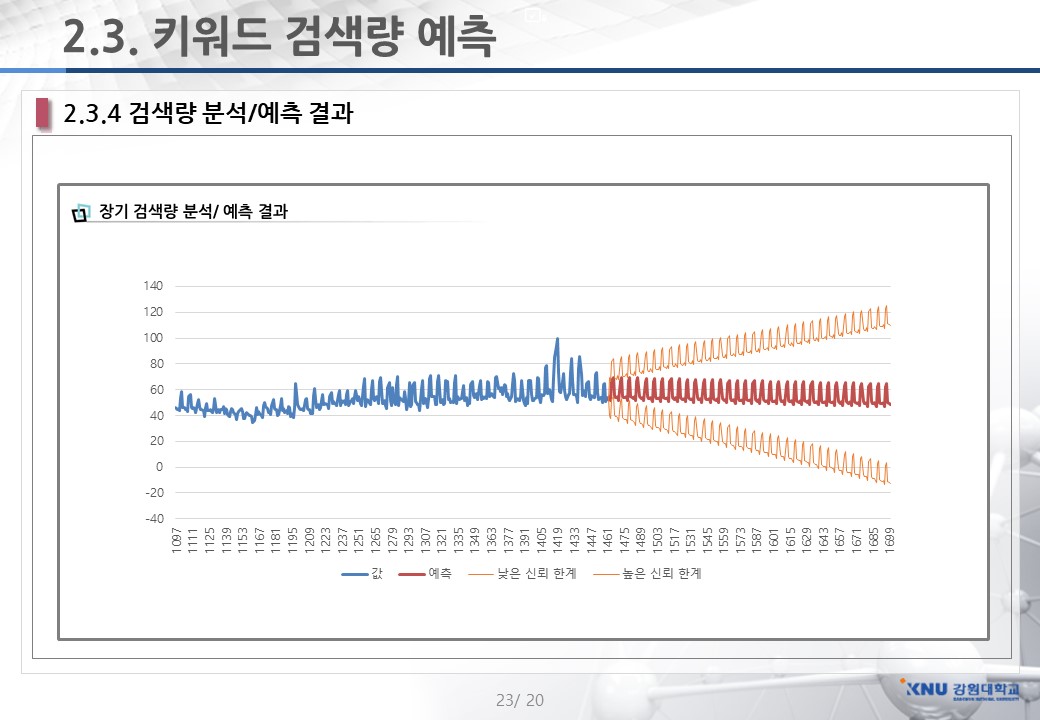 2.3. 키워드 검색량 예측
2.3.4 검색량 분석/예측 결과
장기 검색량 분석/ 예측 결과
140
120
100
80
60
40
20
0
-20
-40
1097 1111 1125 1139 1153 1167 1181 1195 1209 1223 1237 1251 1265 1279 1293 1307 1321 1335 1349 1363 1377 1391 1405 1419 1433 1447 1461 1475 1489 1503 1517 1531 1545 1559 1573 1587 1601 1615 1629 1643 1657 1671 1685 1699
값 예측 낮은 신뢰 한계 높은 신뢰 한계
23/ 20
KNU 강원대학교
KANGWON NATIONAL UNIVERSITY